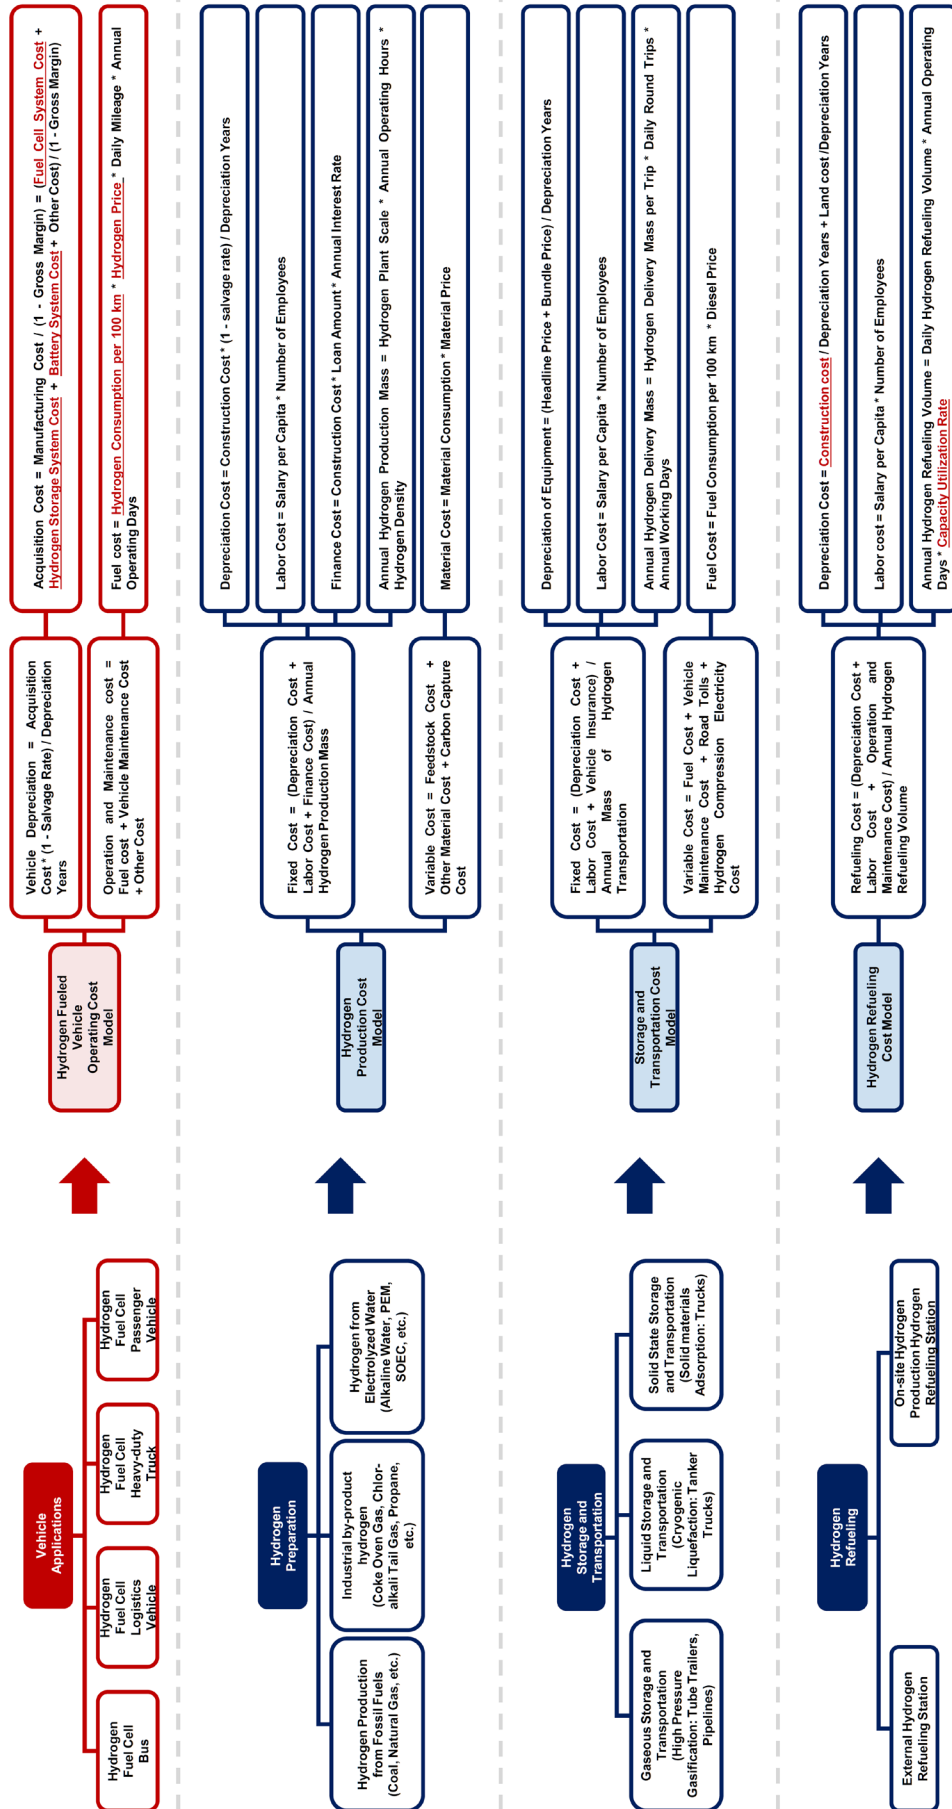 Vehicle
Applications
Hydrogen
Fuel Cell
Bus
Hydrogen
Fuel Cell
Logistics
Vehicle
Hydrogen
Fuel Cell
Heavy-duty
Truck
Hydrogen
Fuel Cell
Passenger
Vehicle
Hydrogen Fueled
Vehicle
Operating Cost
Model
Vehicle Depreciation = Acquisition
Cost * (1 - Salvage Rate) / Depreciation
Years
Operation and Maintenance cost =
Fuel cost + Vehicle Maintenance Cost
+ Other Cost
Acquisition Cost = Manufacturing Cost / (1 - Gross Margin) = (Fuel Cell System Cost +
Hydrogen Storage System Cost + Battery System Cost + Other Cost) / (1 - Gross Margin)
Fuel cost = Hydrogen Consumption per 100 km * Hydrogen Price * Daily Mileage * Annual
Operating Days
Hydrogen
Preparation
Hydrogen Production
from Fossil Fuels
(Coal, Natural Gas, etc.)
Industrial by-product
hydrogen
(Coke Oven Gas, Chlor-
alkali Tail Gas, Propane,
etc.)
Hydrogen from
Electrolyzed Water
(Alkaline Water, PEM,
SOEC, etc.)
Hydrogen
Production Cost
Model
Fixed Cost = (Depreciation Cost +
Labor Cost + Finance Cost) / Annual
Hydrogen Production Mass
Variable Cost = Feedstock Cost +
Other Material Cost + Carbon Capture
Cost
Depreciation Cost = Construction Cost * (1 - salvage rate) / Depreciation Years
Labor Cost = Salary per Capita * Number of Employees
Finance Cost = Construction Cost * Loan Amount * Annual Interest Rate
Annual Hydrogen Production Mass = Hydrogen Plant Scale * Annual Operating Hours *
Hydrogen Density
Material Cost = Material Consumption * Material Price
Hydrogen
Storage and
Transportation
Gaseous Storage and
Transportation
(High Pressure
Gasification: Tube Trailers,
Pipelines)
Liquid Storage and
Transportation
(Cryogenic
Liquefaction: Tanker
Trucks)
Solid State Storage
and Transportation
(Solid materials
Adsorption: Trucks)
Storage and
Transportation Cost
Model
Fixed Cost = (Depreciation Cost +
Labor Cost + Vehicle Insurance) /
Annual Mass of Hydrogen
Transportation
Variable Cost = Fuel Cost + Vehicle
Maintenance Cost + Road Tolls +
Hydrogen Compression Electricity
Cost
Depreciation of Equipment = (Headline Price + Bundle Price) / Depreciation Years
Labor Cost = Salary per Capita * Number of Employees
Annual Hydrogen Delivery Mass = Hydrogen Delivery Mass per Trip * Daily Round Trips *
Annual Working Days
Fuel Cost = Fuel Consumption per 100 km * Diesel Price
Hydrogen
Refueling
External Hydrogen
Refueling Station
On-site Hydrogen
Production Hydrogen
Refueling Station
Hydrogen Refueling
Cost Model
Refueling Cost = (Depreciation Cost +
Labor Cost + Operation and
Maintenance Cost) / Annual Hydrogen
Refueling Volume
Depreciation Cost = Construction cost / Depreciation Years + Land cost /Depreciation Years
Labor cost = Salary per Capita * Number of Employees
Annual Hydrogen Refueling Volume = Daily Hydrogen Refueling Volume * Annual Operating
Days * Capacity Utilization Rate